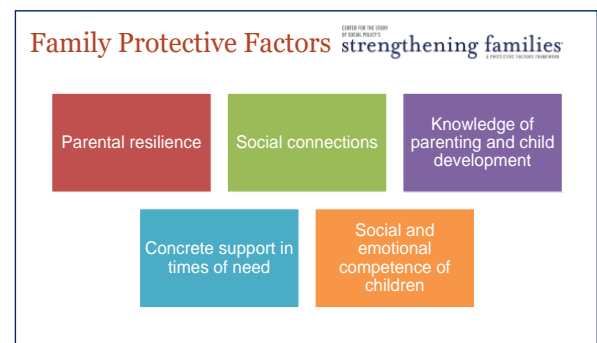 Family Protective Factors
CENTER FOR THE STUDY
OF SOCIAL POLICY'S
strengthening families
A PROTECTIVE FACTORS FRAMEWORK
Parental resilience
Social connections
Knowledge of
parenting and child
development
Concrete support in
times of need
Social and
emotional
competence of
children